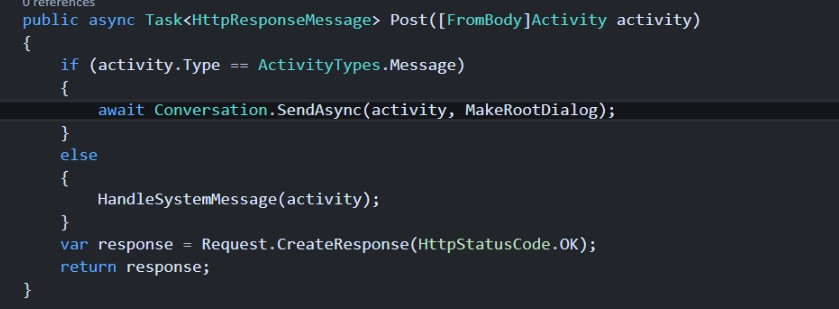 0 references
public async Task<HttpResponseMessage> Post([FromBody]Activity activity)
{
if (activity.Type == ActivityTypes.Message)
{
await Conversation.SendAsync(activity, MakeRootDialog);
}
else
{
HandleSystemMessage(activity);
}
var response = Request.CreateResponse(HttpStatusCode.OK);
return response;
}